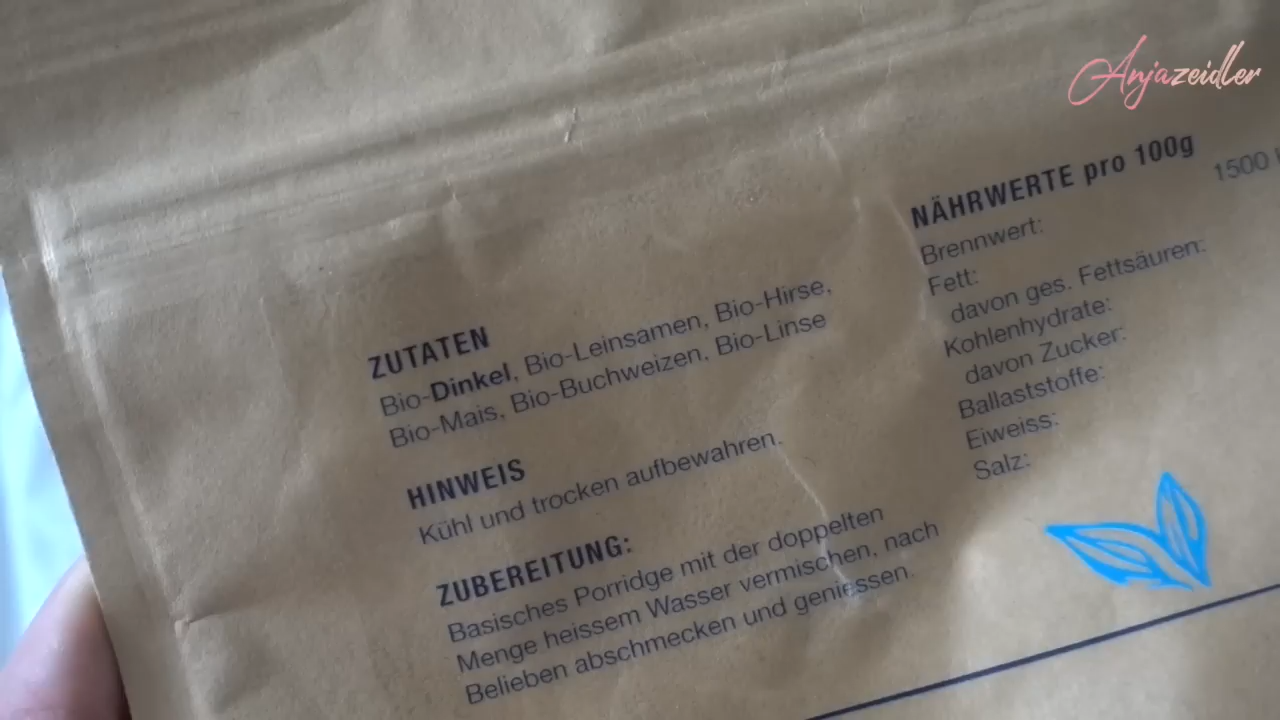 Anjazeidler
ZUTATEN
Bio-Dinkel, Bio-Leinsamen, Bio-Hirse,
Bio-Mais, Bio-Buchweizen, Bio-Linse
HINWEIS
Kühl und trocken aufbewahren.
ZUBEREITUNG:
Basisches Porridge mit der doppelten
Menge heissem Wasser vermischen, nach
Belieben abschmecken und geniessen.
NÄHRWERTE pro 100g
Brennwert: 1500
Fett:
davon ges. Fettsäuren:
Kohlenhydrate:
davon Zucker:
Ballaststoffe:
Eiweiss:
Salz: